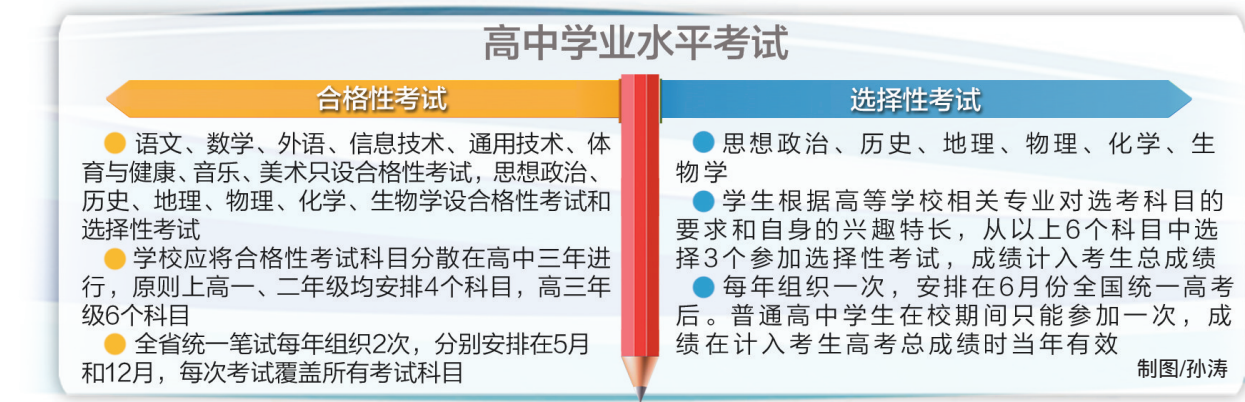 高中学业水平考试
合格性考试
● 语文、数学、外语、信息技术、通用技术、体
育与健康、音乐、美术只设合格性考试，思想政治、
历史、地理、物理、化学、生物学设合格性考试和
选择性考试
● 学校应将合格性考试科目分散在高中三年进
行，原则上高一、二年级均安排4个科目，高三年
级6个科目
● 全省统一笔试每年组织2次，分别安排在5月
和12月，每次考试覆盖所有考试科目
选择性考试
● 思想政治、历史、地理、物理、化学、生
物学
● 学生根据高等学校相关专业对选考科目的
要求和自身的兴趣特长，从以上6个科目中选
择3个参加选择性考试，成绩计入考生总成绩
● 每年组织一次，安排在6月份全国统一高考
后。普通高中学生在校期间只能参加一次，成
绩在计入考生高考总成绩时当年有效
制图/孙涛